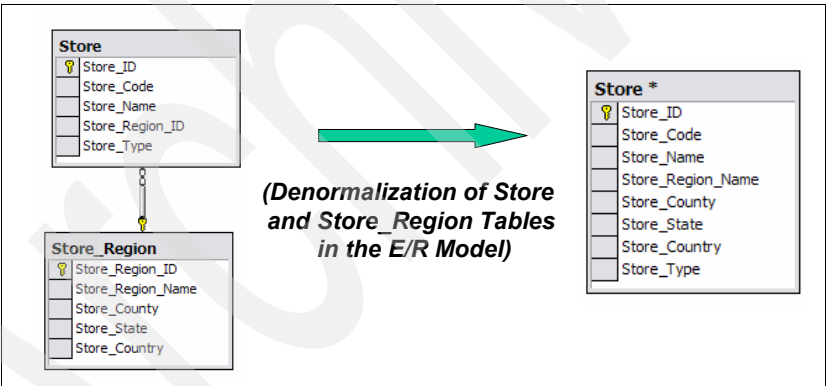 Store
Store_ID
Store_Code
Store_Name
Store_Region_ID
Store_Type
Store_Region
Store_Region_ID
Store_Region_Name
Store_County
Store_State
Store_Country
(Denormalization of Store
and Store_Region Tables
in the E/R Model)
Store *
Store_ID
Store_Code
Store_Name
Store_Region_Name
Store_County
Store_State
Store_Country
Store_Type